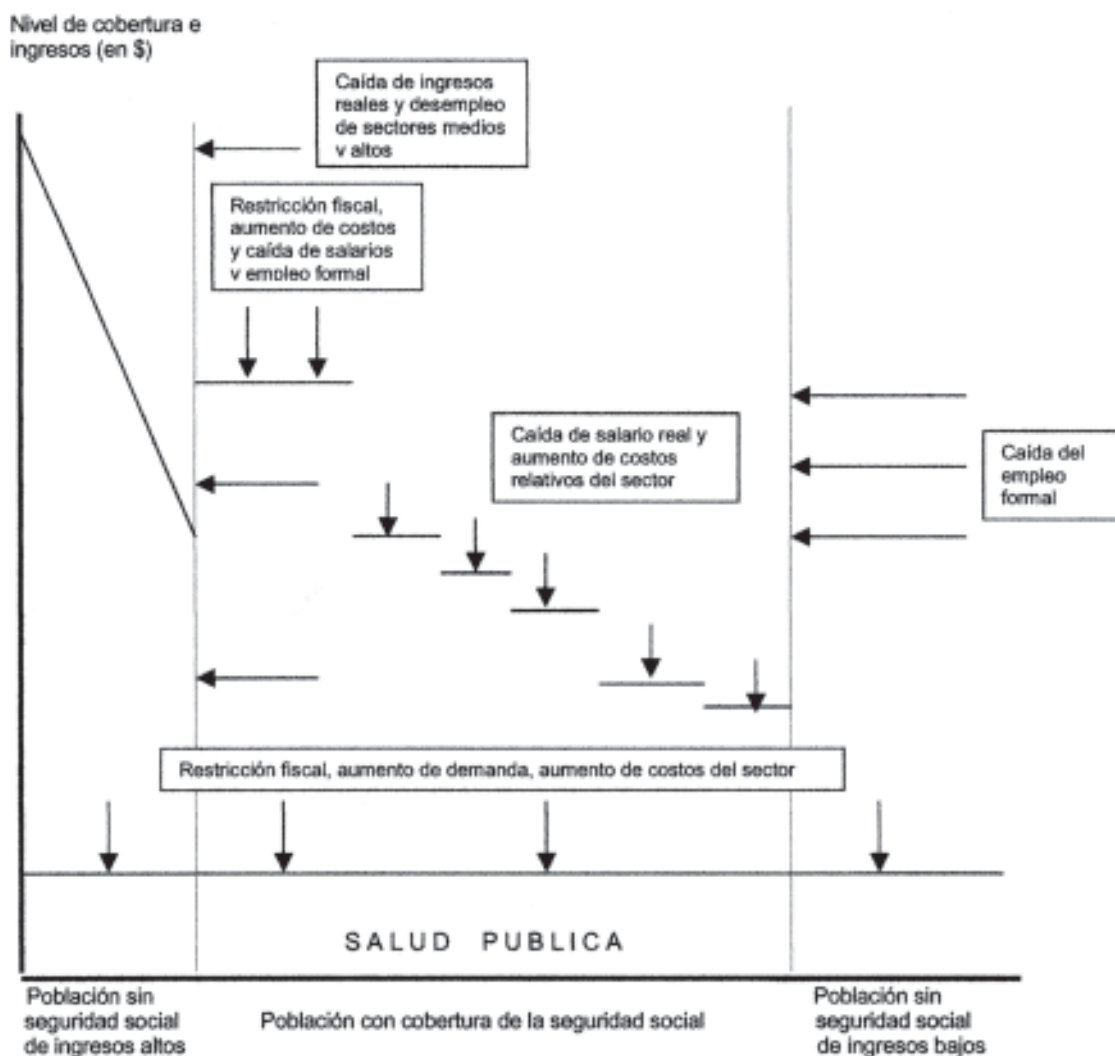 Nivel de cobertura e
ingresos (en $)
Caída de ingresos
reales y desempleo
de sectores medios
v altos
Restricción fiscal,
aumento de costos
y caída de salarios
v empleo formal
Caída de salario real y
aumento de costos
relativos del sector
Caída del
empleo
formal
Restricción fiscal, aumento de demanda, aumento de costos del sector
SALUD PUBLICA
Población sin
seguridad social
de ingresos altos
Población con cobertura de la seguridad social
Población sin
seguridad social
de ingresos bajos